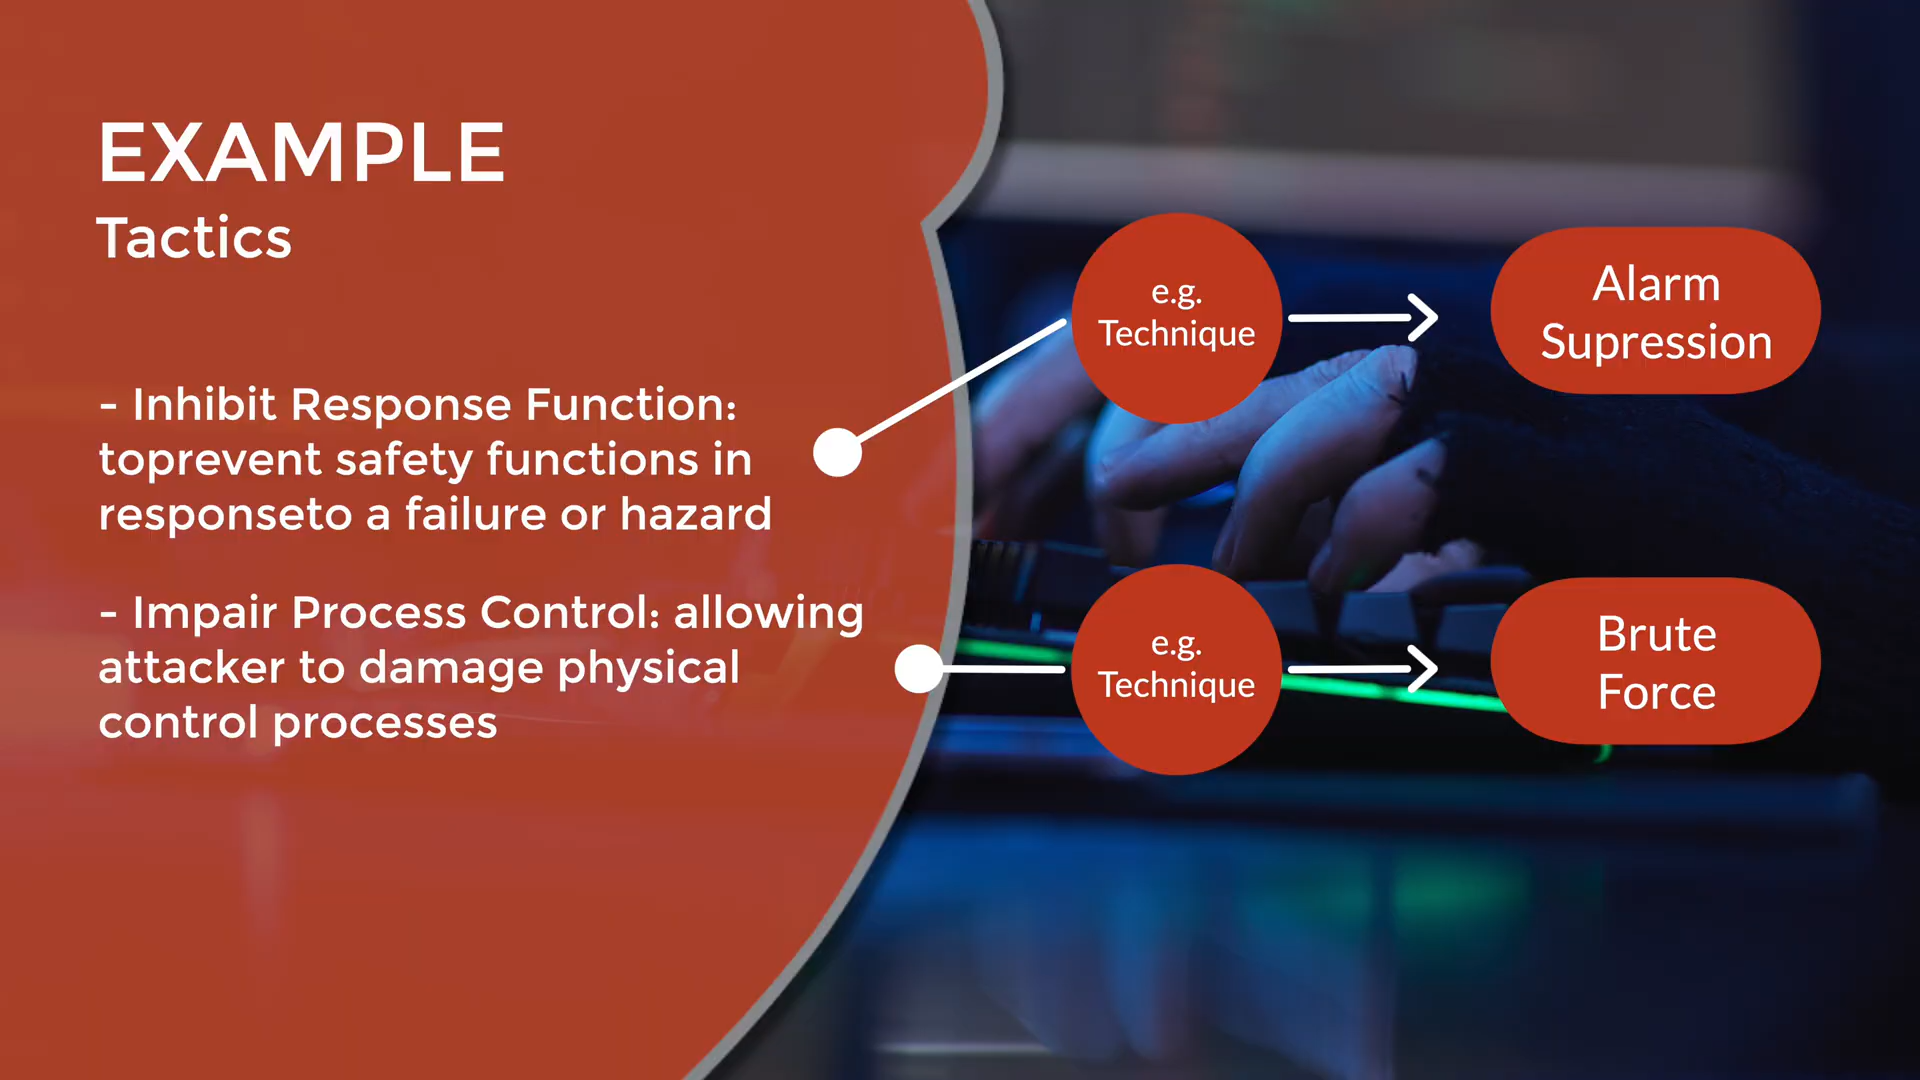 EXAMPLE
Tactics
- Inhibit Response Function:
toprevent safety functions in
responseto a failure or hazard
- Impair Process Control: allowing
attacker to damage physical
control processes
e.g.
Technique
Alarm
Supression
e.g.
Technique
Brute
Force